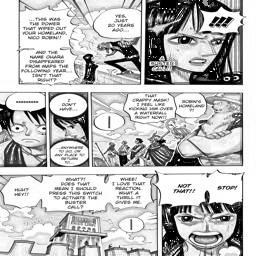 !!!
BUSTER
CALL...
YES,
JUST
20 YEARS
AGO...
...THIS WAS
THE POWER
THAT WIPED OUT
YOUR HOMELAND,
NICO ROBIN!!
AND THE
NAME OHARA
DISAPPEARED
FROM MAPS THE
FOLLOWING YEAR...
ISN'T THAT
RIGHT?
ROBIN'S
HOMELAND
?!
THAT
CRAPPY MASK!
I FEEL LIKE
KICKING HIM
OVER A
WATERFALL
RIGHT NOW!!
I
DON'T
HAVE...
...ANYWHERE
TO GO, OR
ANY PLACE TO
RETURN
..........
STOP!
NOT
THAT!!
WHEE!
I LOVE THAT
REACTION.
WHAT A
THRILL IT
GIVES
ME.
WHAT?!
DOES THAT
MEAN I SHOULD
PRESS THIS SWITCH
TO ACTIVATE
THE BUSTER
CALL?
HUH?
HEY!!